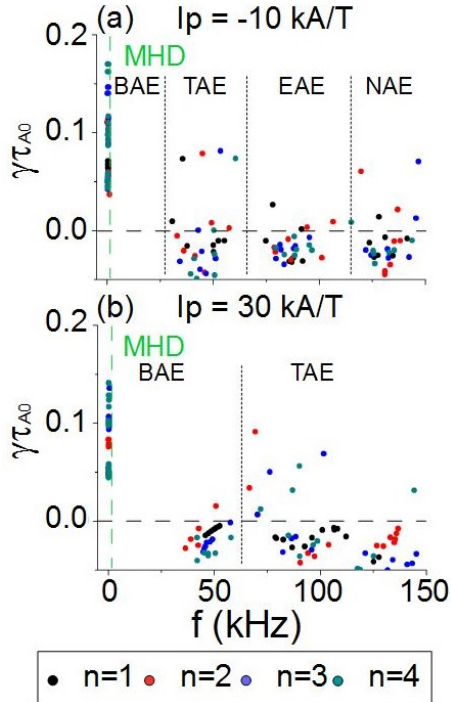 (a) Ip = -10 kA/T
0.2
MHD
BAE TAE EAE NAE
0.1
γτA0
0.0
(b) Ip = 30 kA/T
0.2
MHD
BAE TAE
0.1
γτA0
0.0
0 50 100 150
f (kHz)
n=1 n=2 n=3 n=4